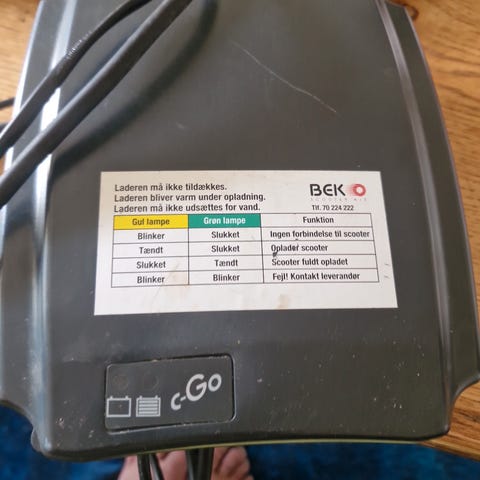 Laderen må ikke tildækkes.
Laderen bliver varm under opladning.
Laderen må ikke udsættes for vand.
BEKO
SCOOTER A/S
Tlf. 70 224 222
Gul lampe Grøn lampe Funktion
Blinker Slukket Ingen forbindelse til scooter
Tændt Slukket Oplader scooter
Slukket Tændt Scooter fuldt opladet
Blinker Blinker Fejl! Kontakt leverandør
c-Go